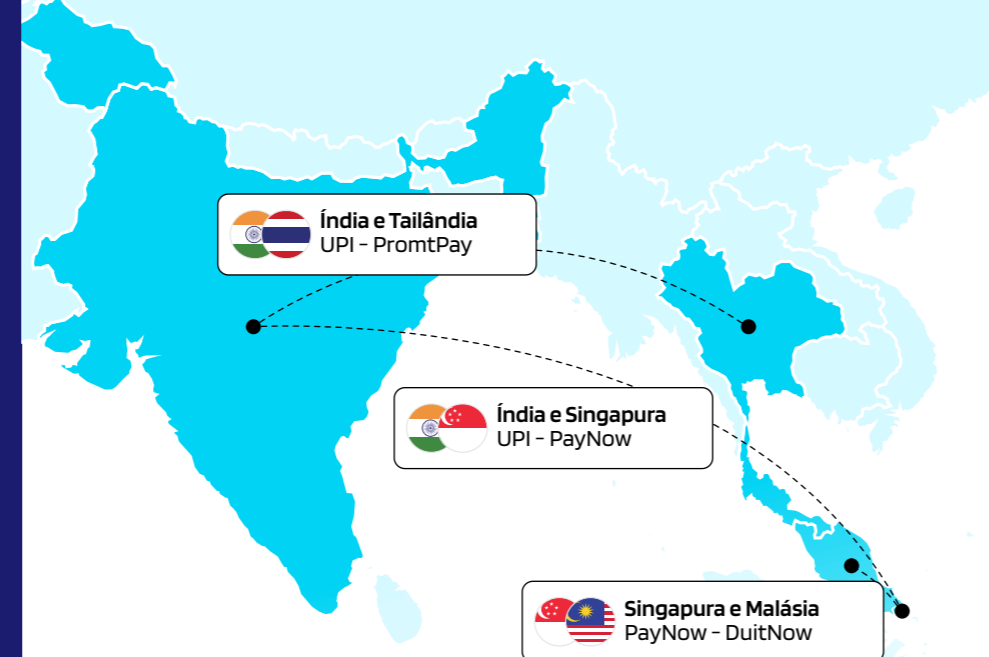 Índia e Tailândia
UPI - PromtPay
Índia e Singapura
UPI - PayNow
Singapura e Malásia
PayNow - DuitNow